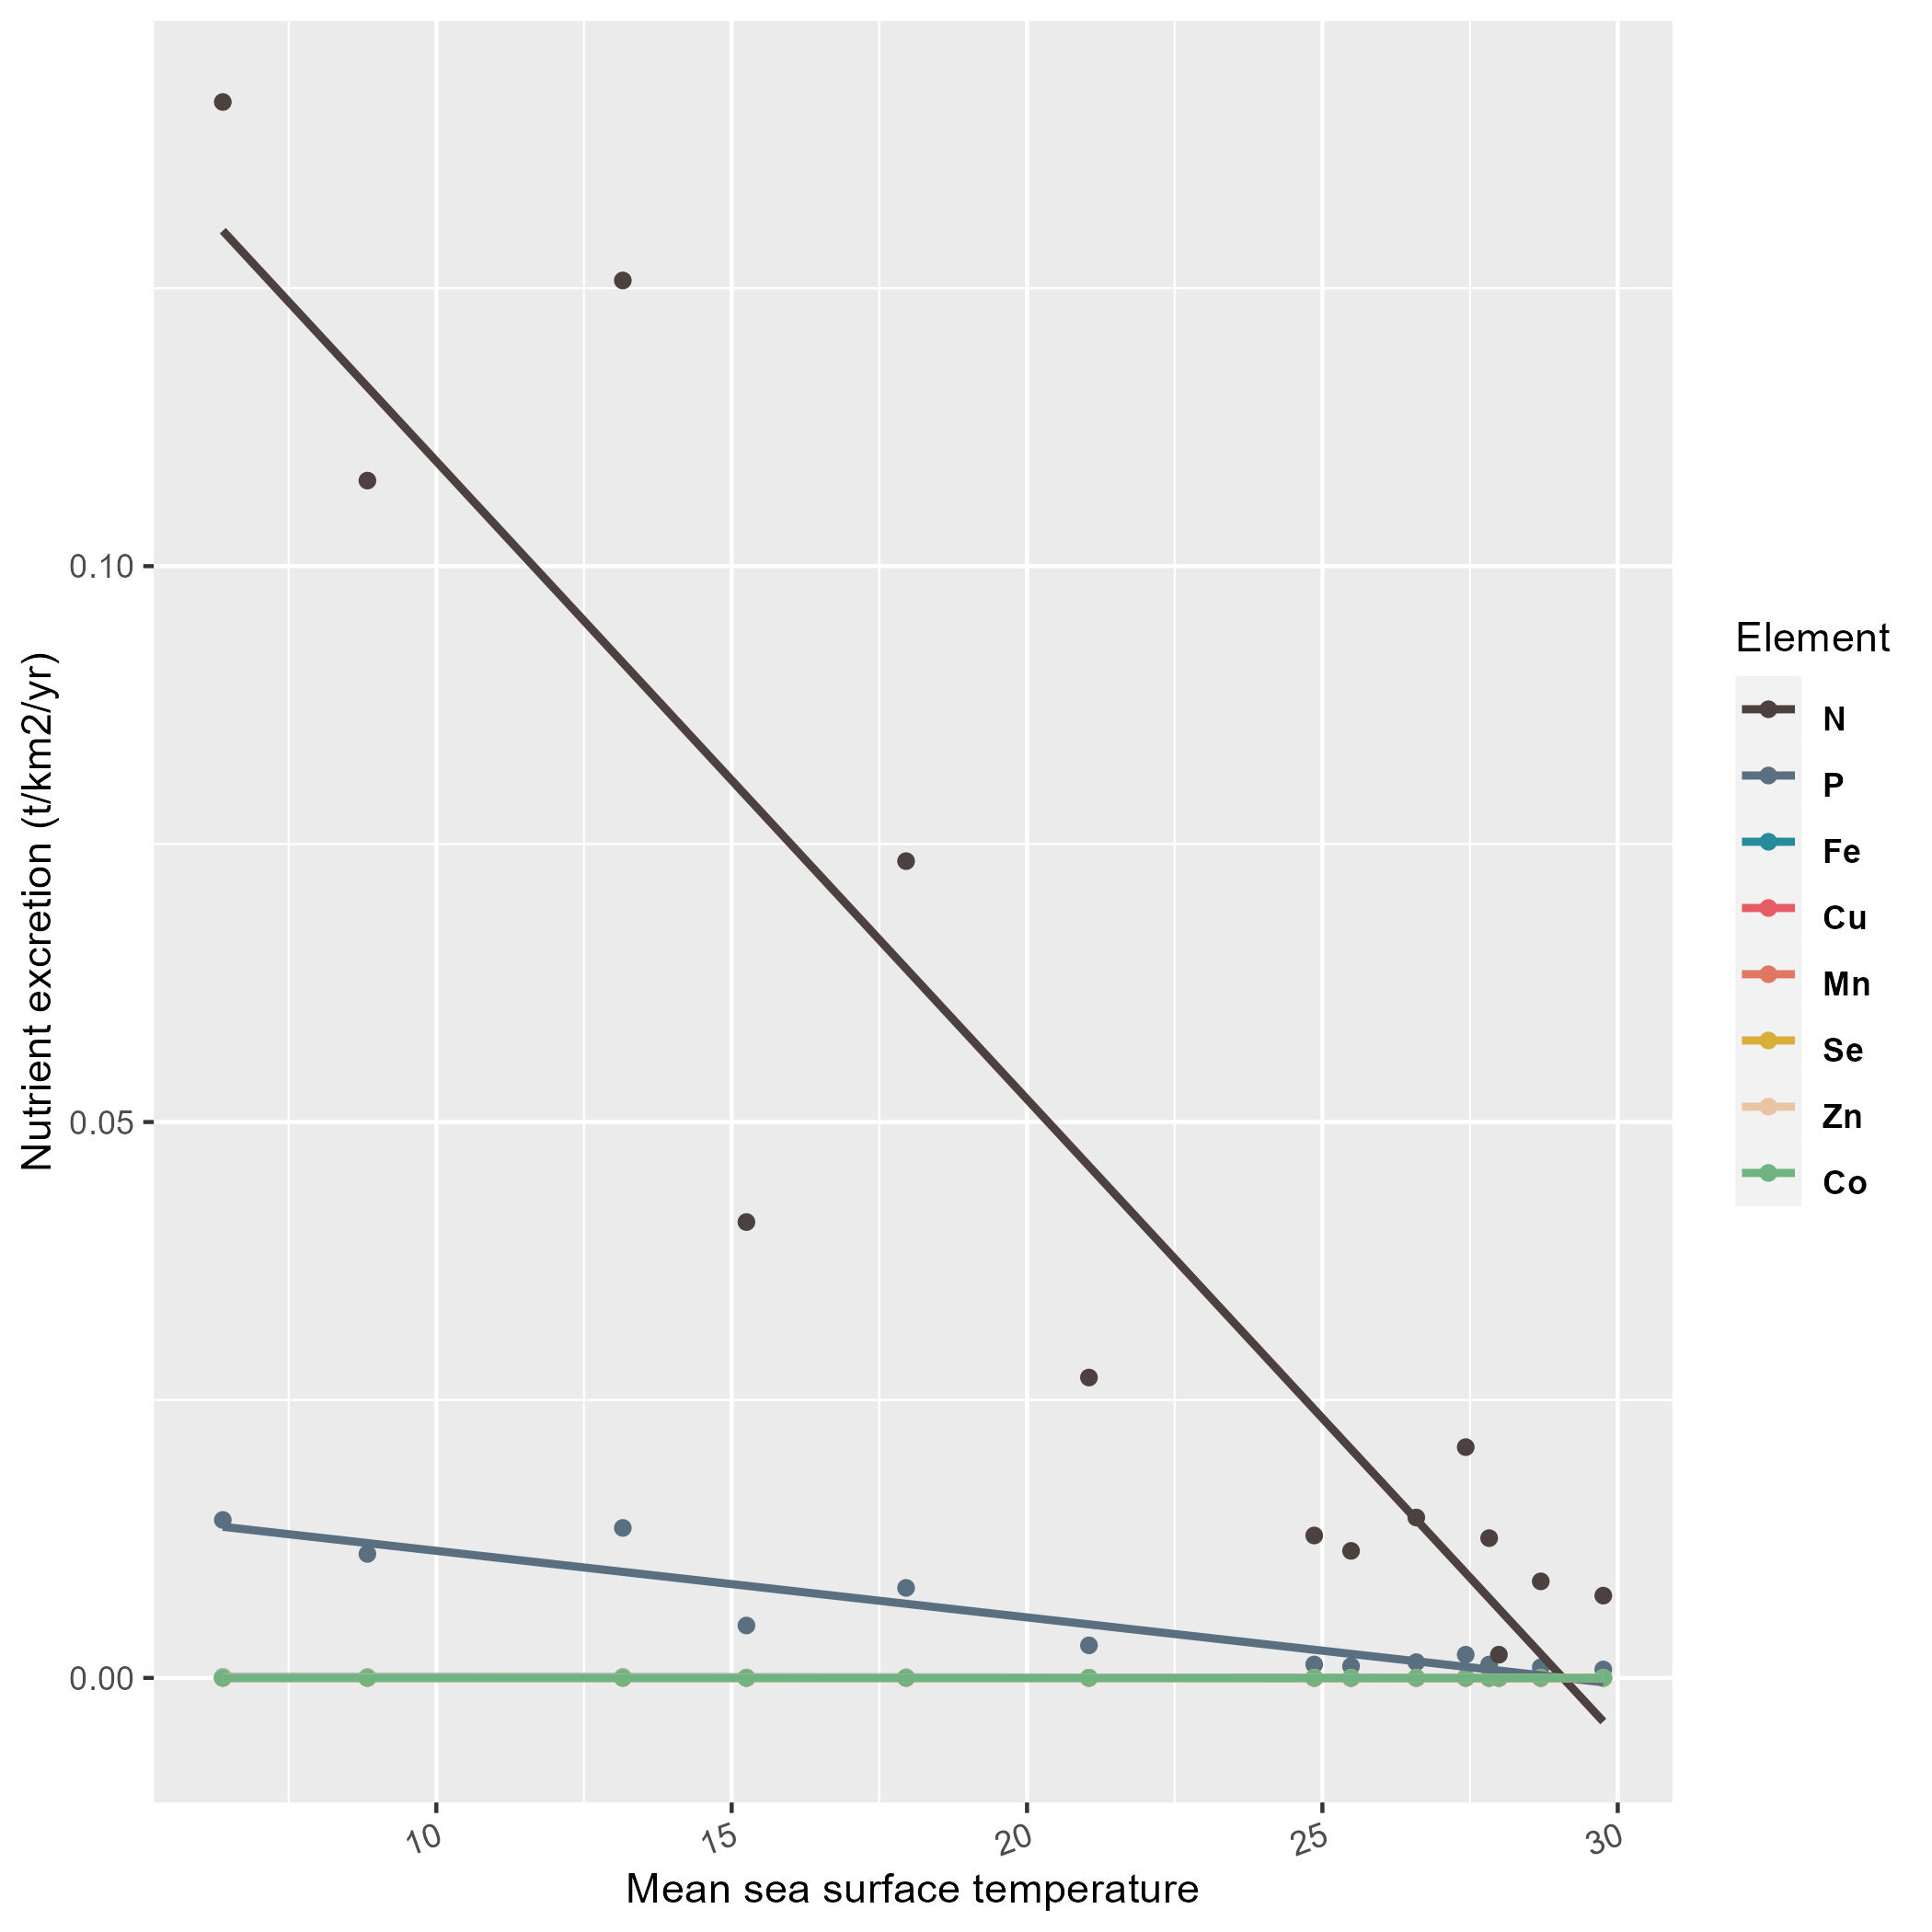 0.10
0.05
0.00
Nutrient excretion (t/km2/yr)
10
15
20
25
30
Mean sea surface temperature
Element
N
P
Fe
Cu
Mn
Se
Zn
Co